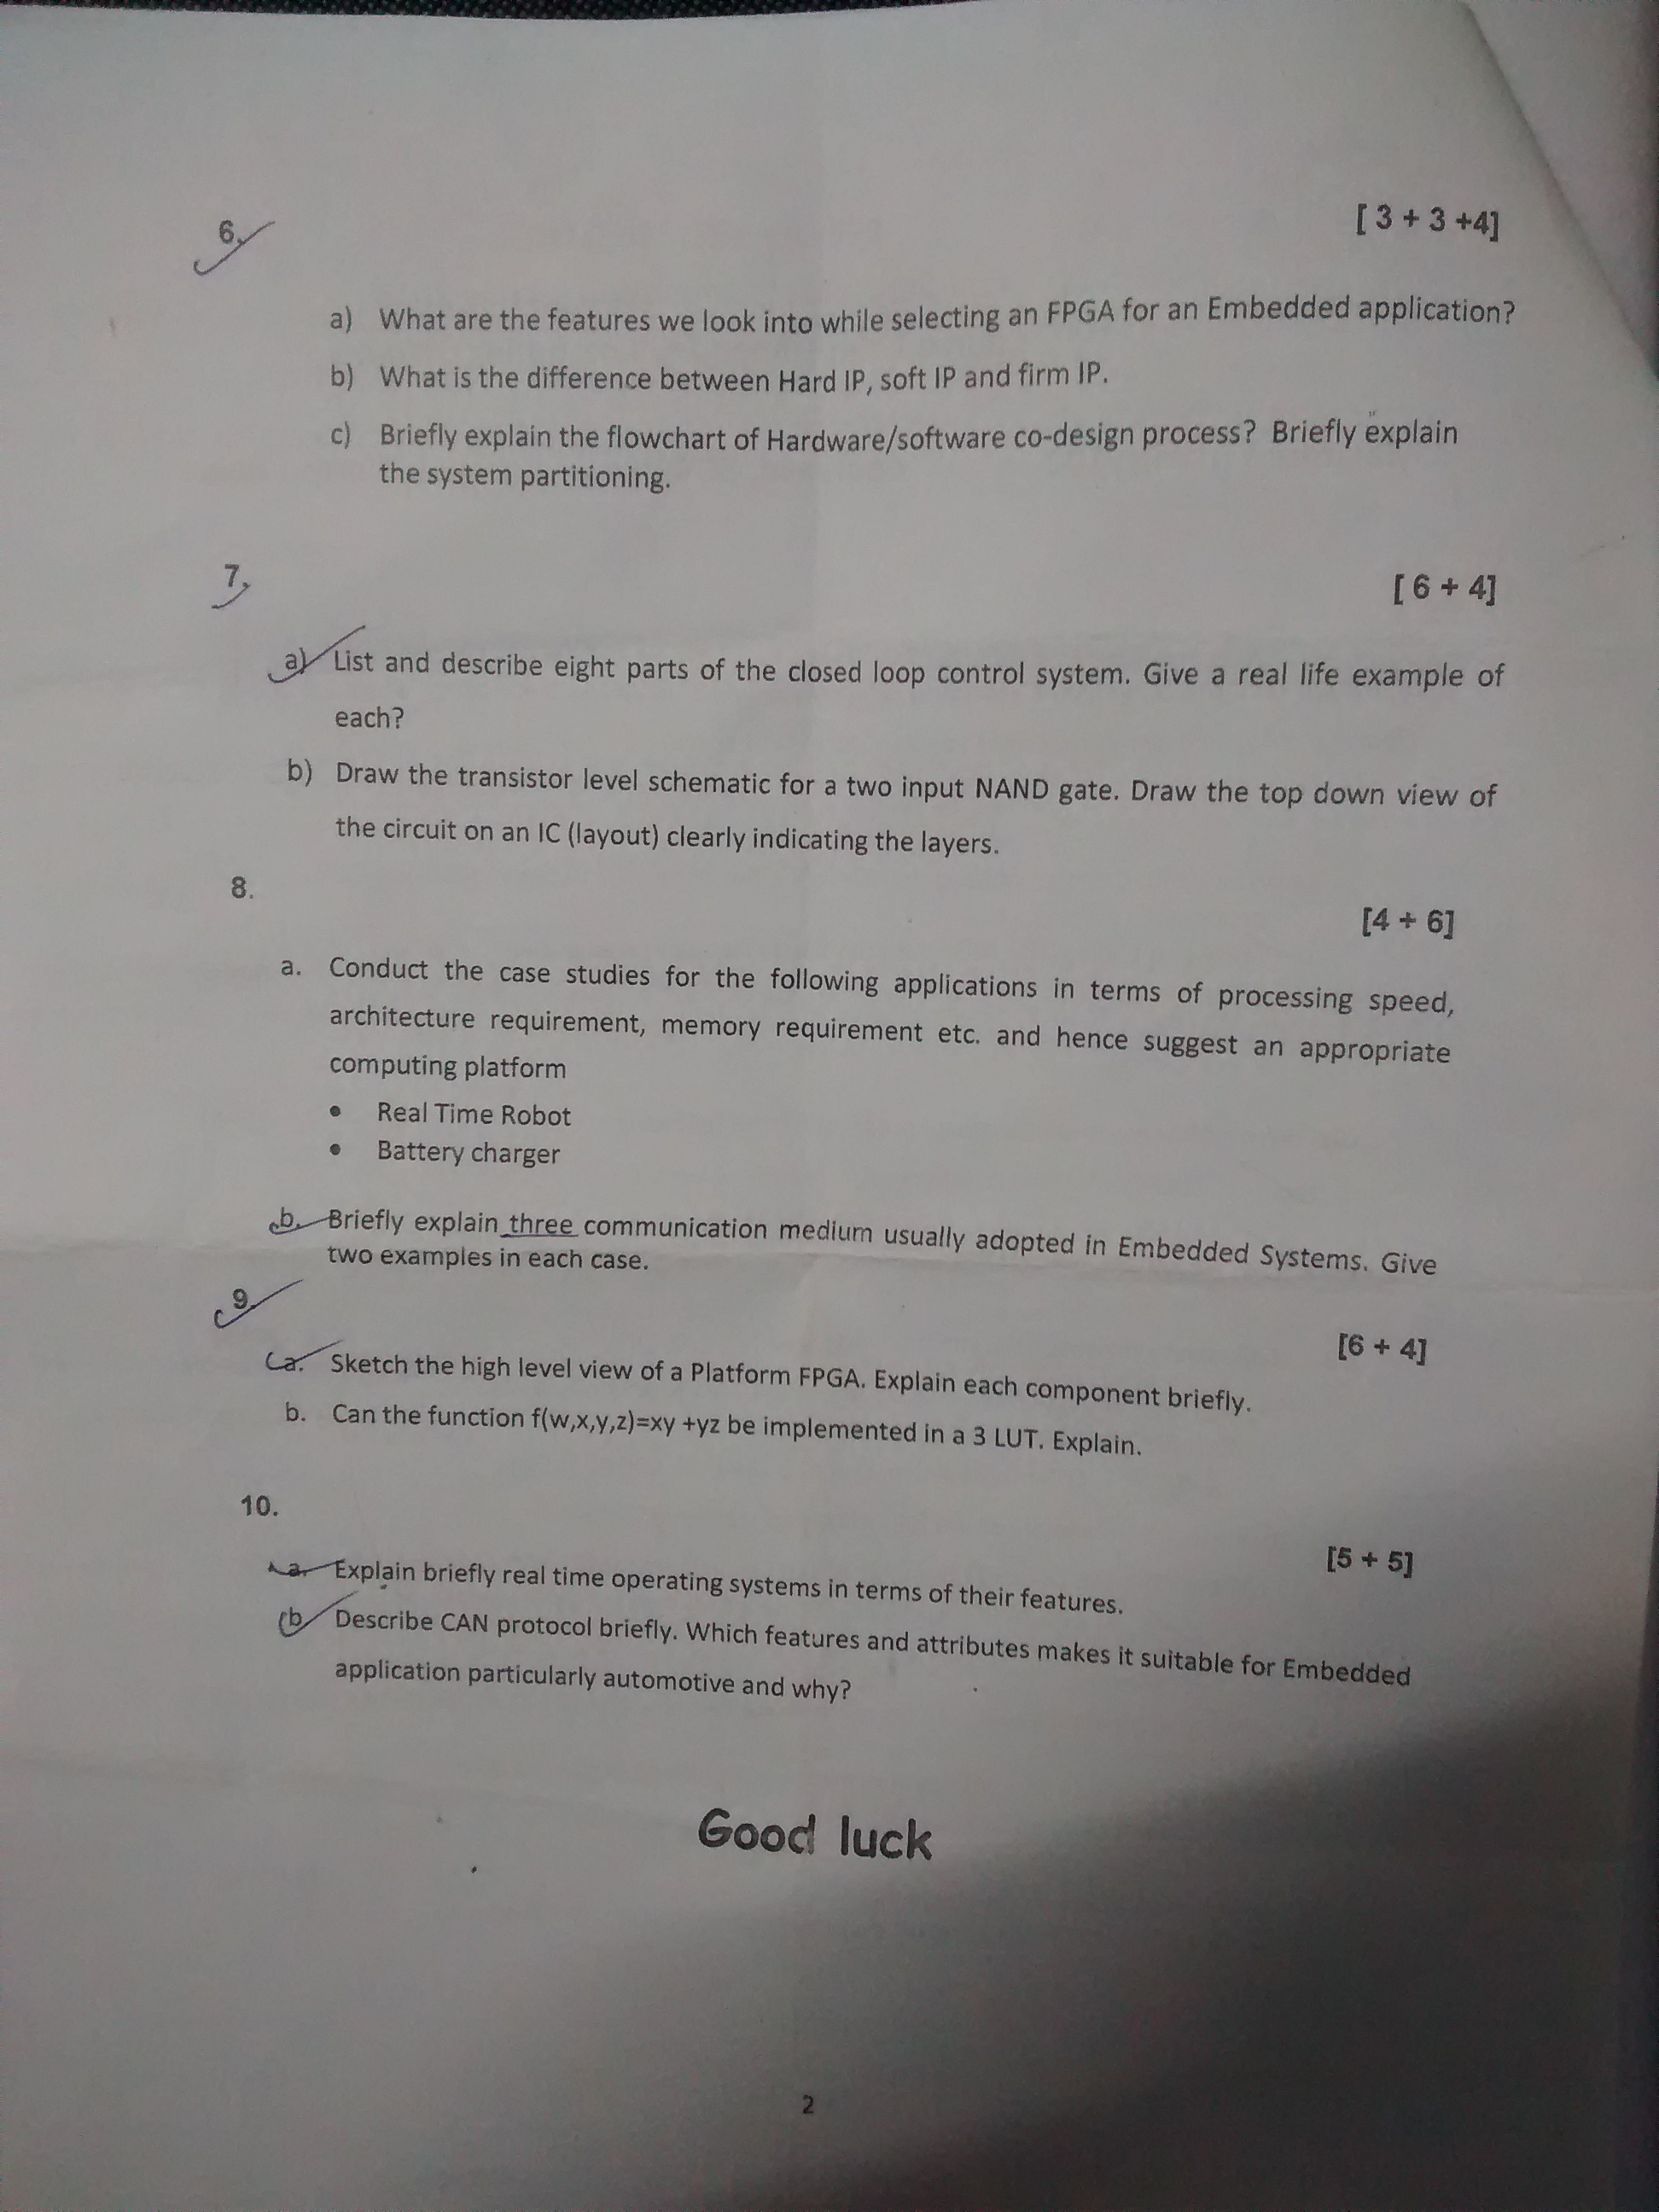 6.
[ 3 + 3 +4]
a) What are the features we look into while selecting an FPGA for an Embedded application?
b) What is the difference between Hard IP, soft IP and firm IP.
c) Briefly explain the flowchart of Hardware/software co-design process? Briefly explain
the system partitioning.
7.
[ 6 + 4]
a) List and describe eight parts of the closed loop control system. Give a real life example of
each?
b) Draw the transistor level schematic for a two input NAND gate. Draw the top down view of
the circuit on an IC (layout) clearly indicating the layers.
8.
[4 + 6]
a. Conduct the case studies for the following applications in terms of processing speed,
architecture requirement, memory requirement etc. and hence suggest an appropriate
computing platform
• Real Time Robot
• Battery charger
b. Briefly explain three communication medium usually adopted in Embedded Systems. Give
two examples in each case.
9.
[6 + 4]
a. Sketch the high level view of a Platform FPGA. Explain each component briefly.
b. Can the function f(w,x,y,z)=xy +yz be implemented in a 3 LUT. Explain.
10.
[5 + 5]
a. Explain briefly real time operating systems in terms of their features.
b Describe CAN protocol briefly. Which features and attributes makes it suitable for Embedded
application particularly automotive and why?
Good luck
2